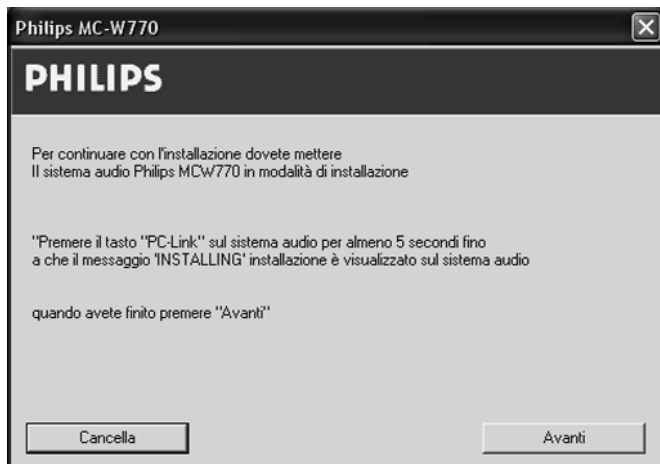 Philips MC-W770
PHILIPS
Per continuare con l'installazione dovete mettere
Il sistema audio Philips MCW770 in modalità di installazione
"Premere il tasto "PC-Link" sul sistema audio per almeno 5 secondi fino
a che il messaggio 'INSTALLING' installazione è visualizzato sul sistema audio
quando avete finito premere "Avanti"
Cancella
Avanti